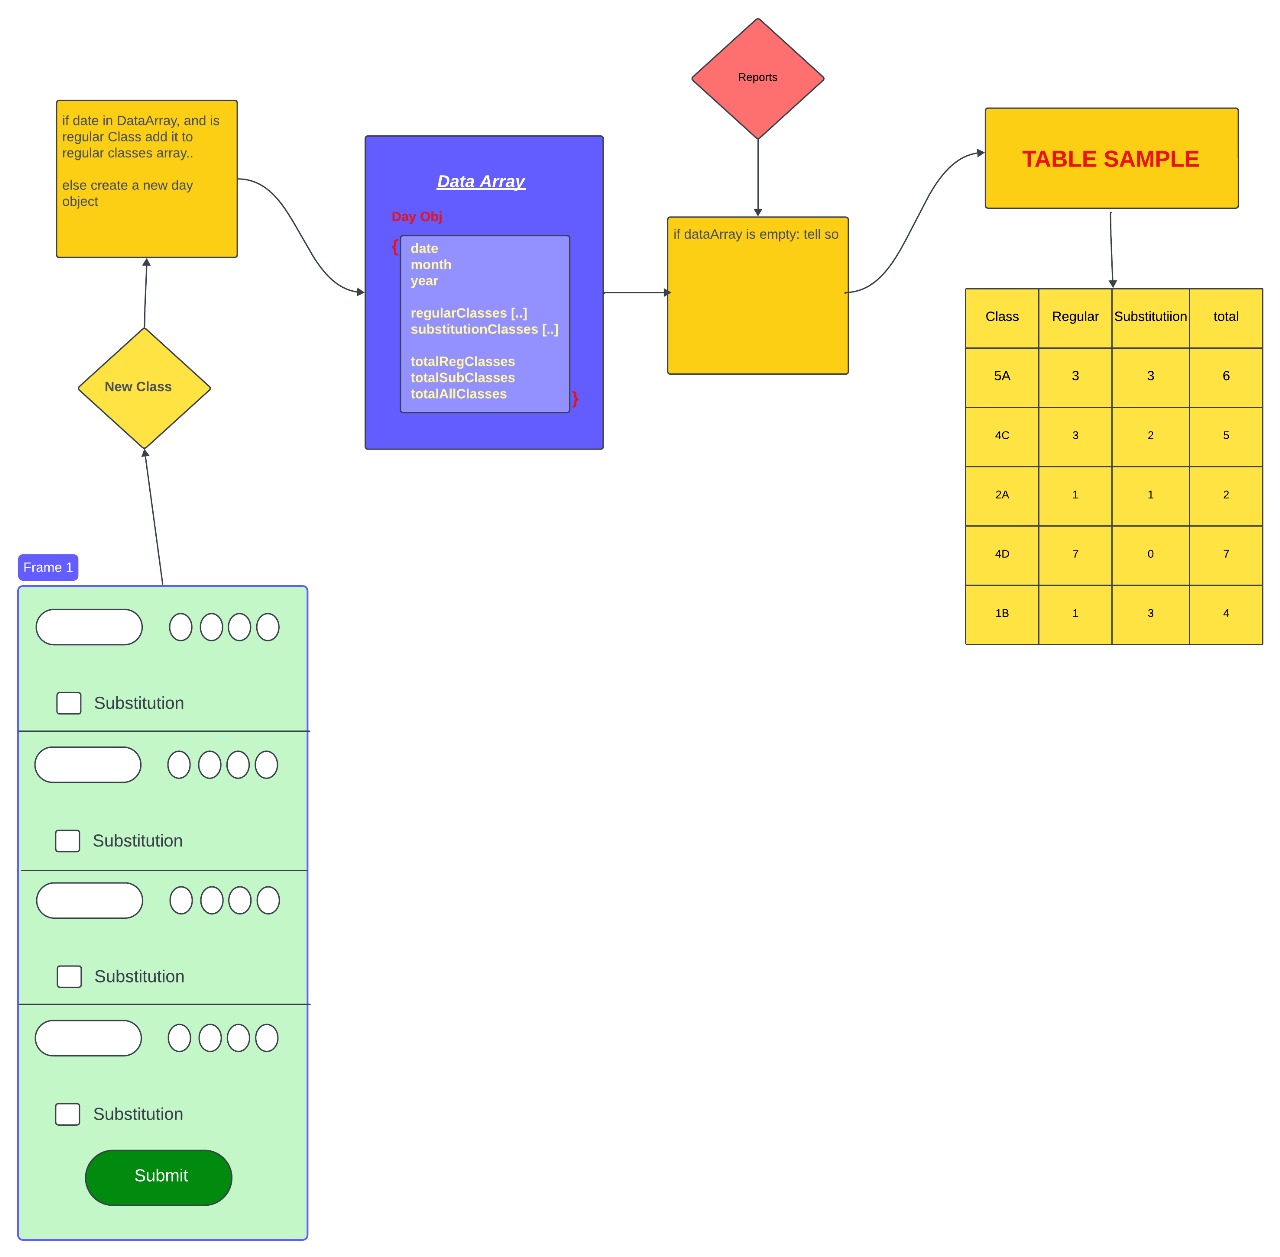 Reports
if date in DataArray, and is
regular Class add it to
regular classes array..
else create a new day
object
Data Array
Day Obj
{
date
month
year
regularClasses [..]
substitutionClasses [..]
totalRegClasses
totalSubClasses
totalAllClasses
}
if dataArray is empty: tell so
TABLE SAMPLE
Class Regular Substitutiion total
5A 3 3 6
4C 3 2 5
2A 1 1 2
4D 7 0 7
1B 1 3 4
New Class
Frame 1
Substitution
Substitution
Substitution
Substitution
Submit